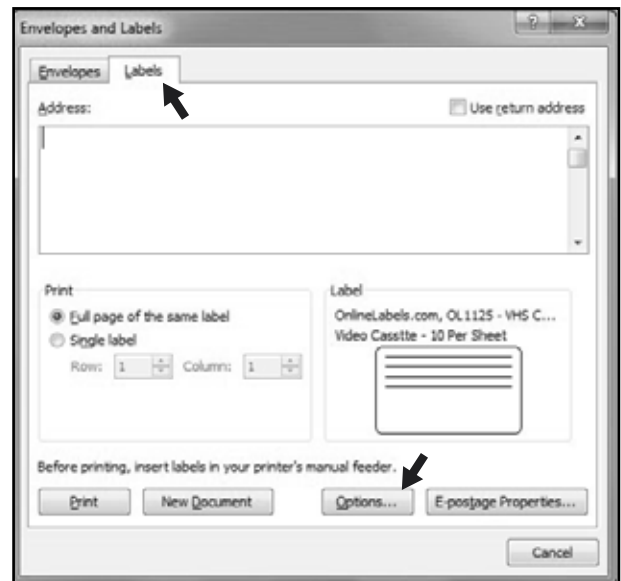 Envelopes and Labels
Envelopes Labels
Address: Use return address
Print
Full page of the same label
Single label
Row: 1 Column: 1
Label
OnlineLabels.com, OL1125 - VHS C...
Video Casstte - 10 Per Sheet
Before printing, insert labels in your printer's manual feeder.
Print New Document Options... E-postage Properties...
Cancel